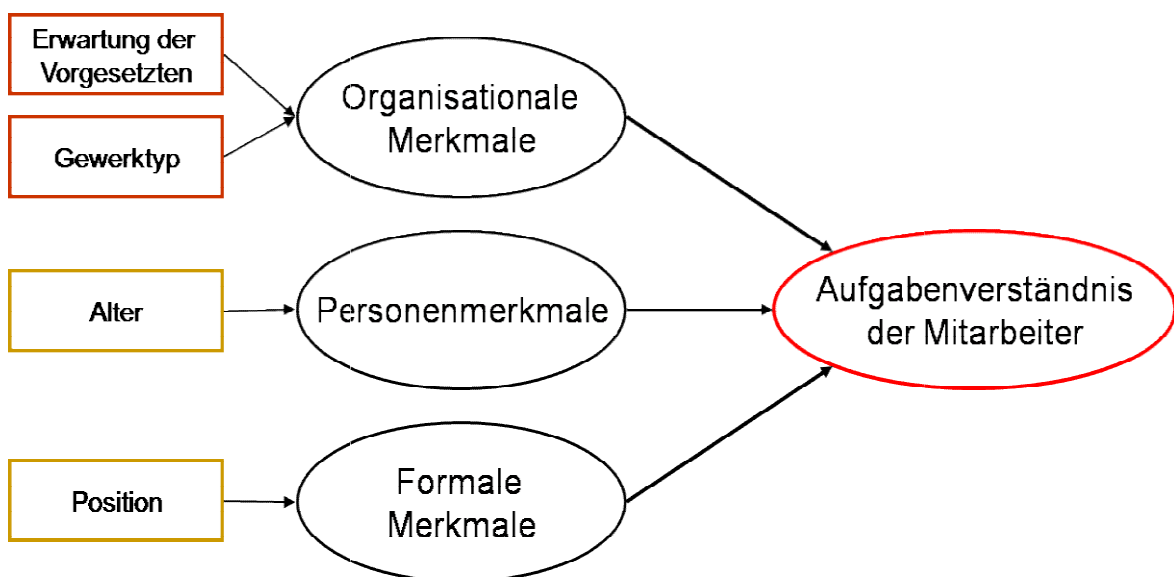 Erwartung der
Vorgesetzten
Gewerktyp
Organisationale
Merkmale
Alter
Personenmerkmale
Aufgabenverständnis
der Mitarbeiter
Position
Formale
Merkmale